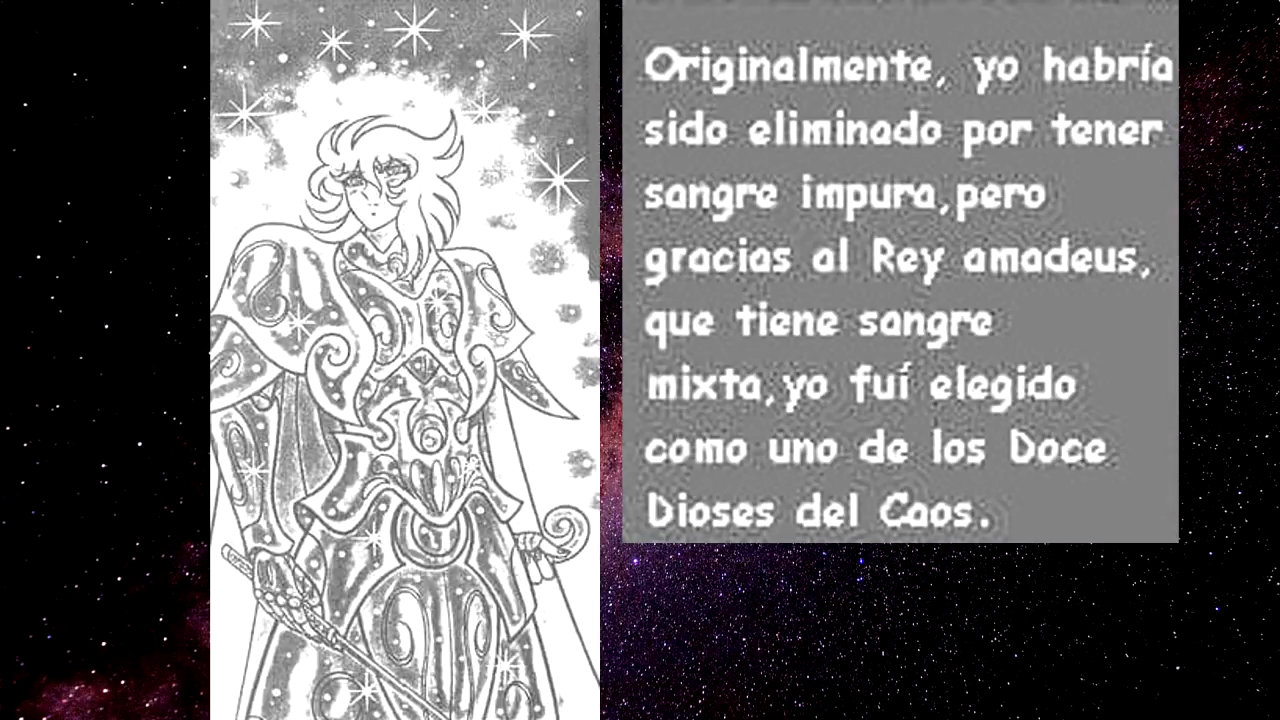 Originalmente, yo habría
sido eliminado por tener
sangre impura,pero
gracias al Rey amadeus,
que tiene sangre
mixta,yo fuí elegido
como uno de los Doce
Dioses del Caos.